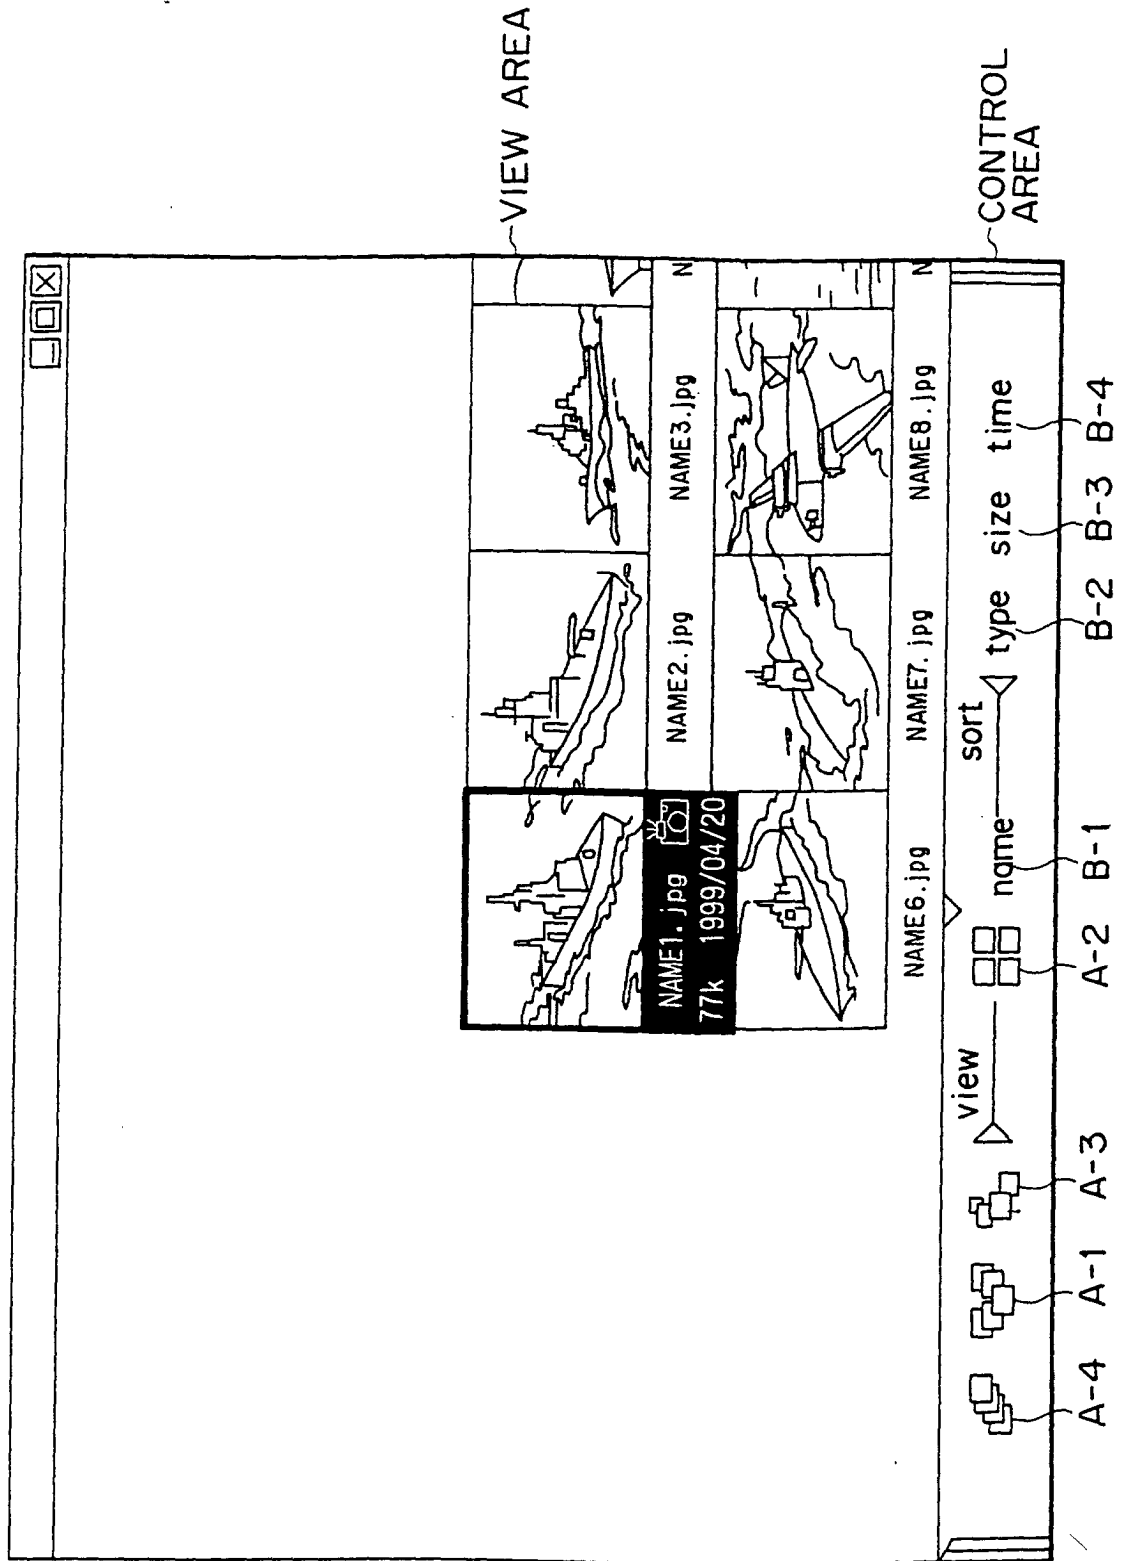 VIEW AREA
NAME1.jpg
77k 1999/04/20
NAME2.jpg
NAME3.jpg
N
NAME6.jpg
NAME7.jpg
NAME8.jpg
N
CONTROL
AREA
view
sort
name
type
size
time
A-4
A-1
A-3
A-2
B-1
B-2
B-3
B-4